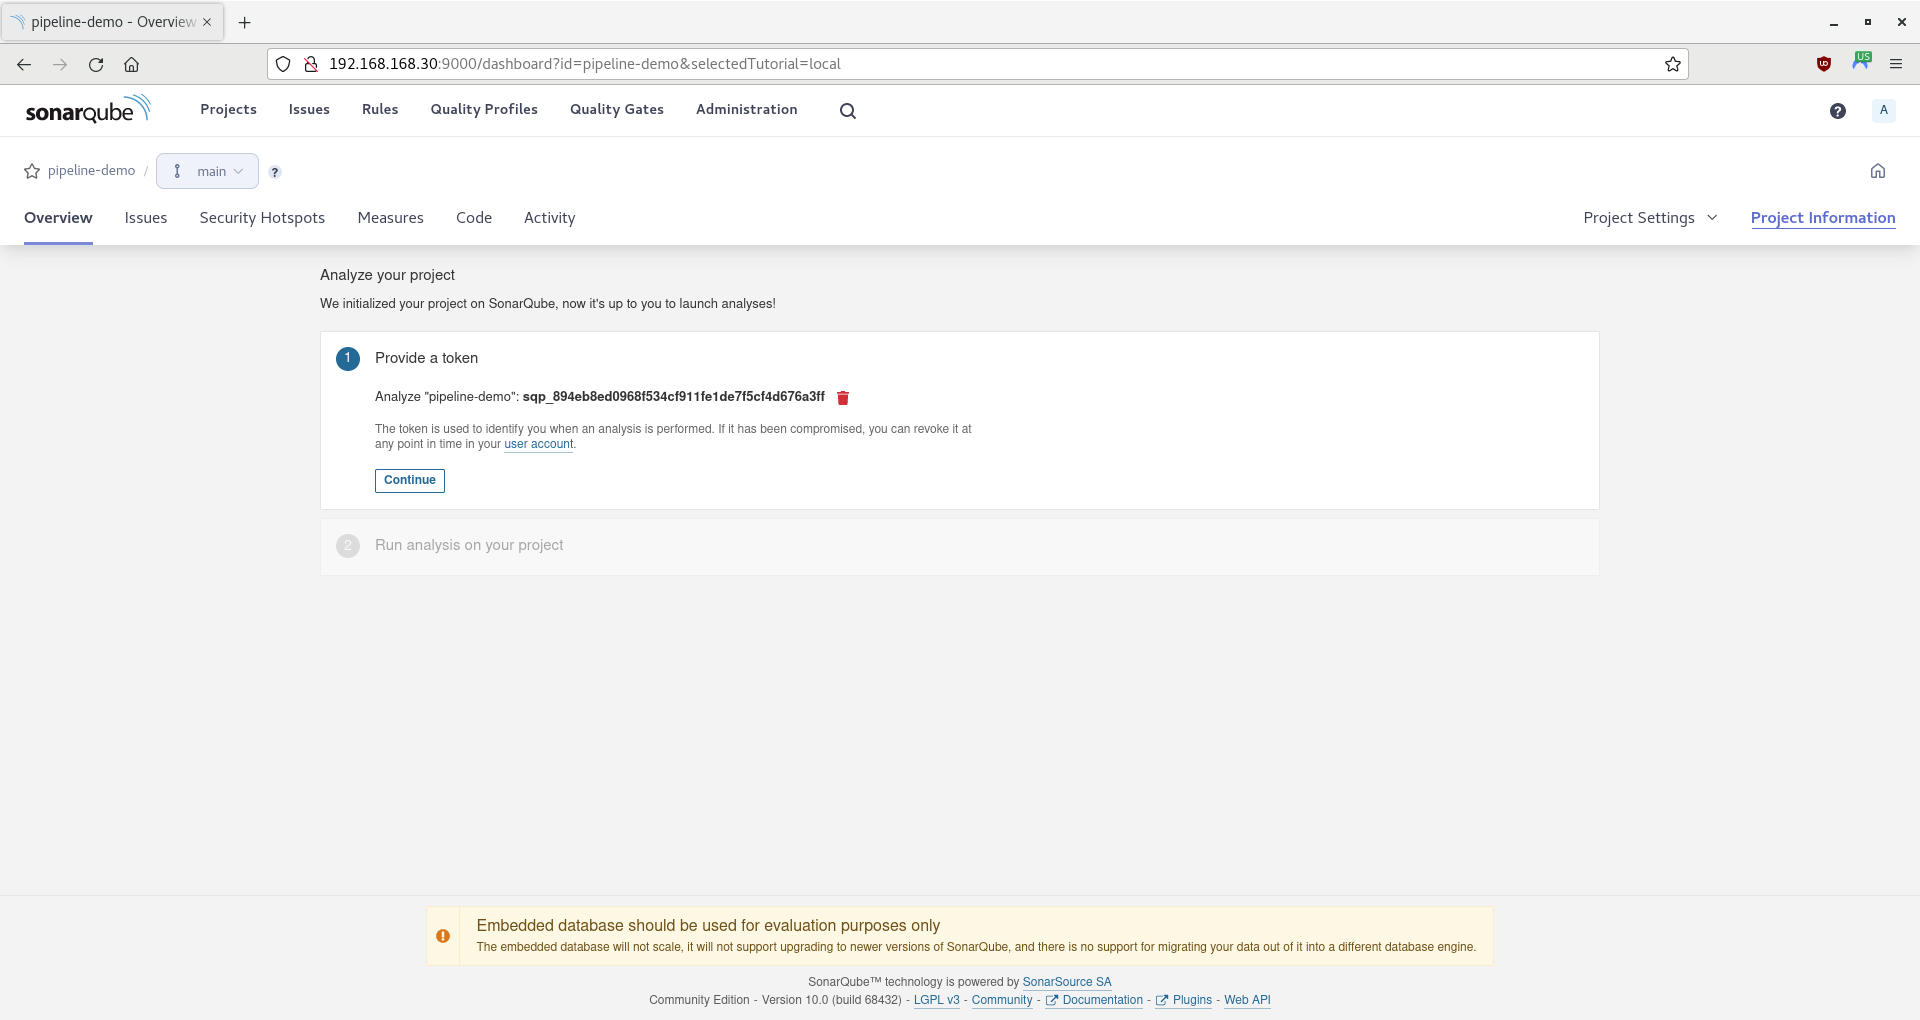 pipeline-demo - Overview
192.168.168.30:9000/dashboard?id=pipeline-demo&selectedTutorial=local
UD
US
sonarqube
Projects
Issues
Rules
Quality Profiles
Quality Gates
Administration
?
A
pipeline-demo /
main
?
Overview
Issues
Security Hotspots
Measures
Code
Activity
Project Settings
Project Information
Analyze your project
We initialized your project on SonarQube, now it's up to you to launch analyses!
1
Provide a token
Analyze "pipeline-demo": sqp_894eb8ed0968f534cf911fe1de7f5cf4d676a3ff
The token is used to identify you when an analysis is performed. If it has been compromised, you can revoke it at
any point in time in your user account.
Continue
2
Run analysis on your project
Embedded database should be used for evaluation purposes only
The embedded database will not scale, it will not support upgrading to newer versions of SonarQube, and there is no support for migrating your data out of it into a different database engine.
SonarQube™ technology is powered by SonarSource SA
Community Edition - Version 10.0 (build 68432) - LGPL v3 - Community - Documentation - Plugins - Web API